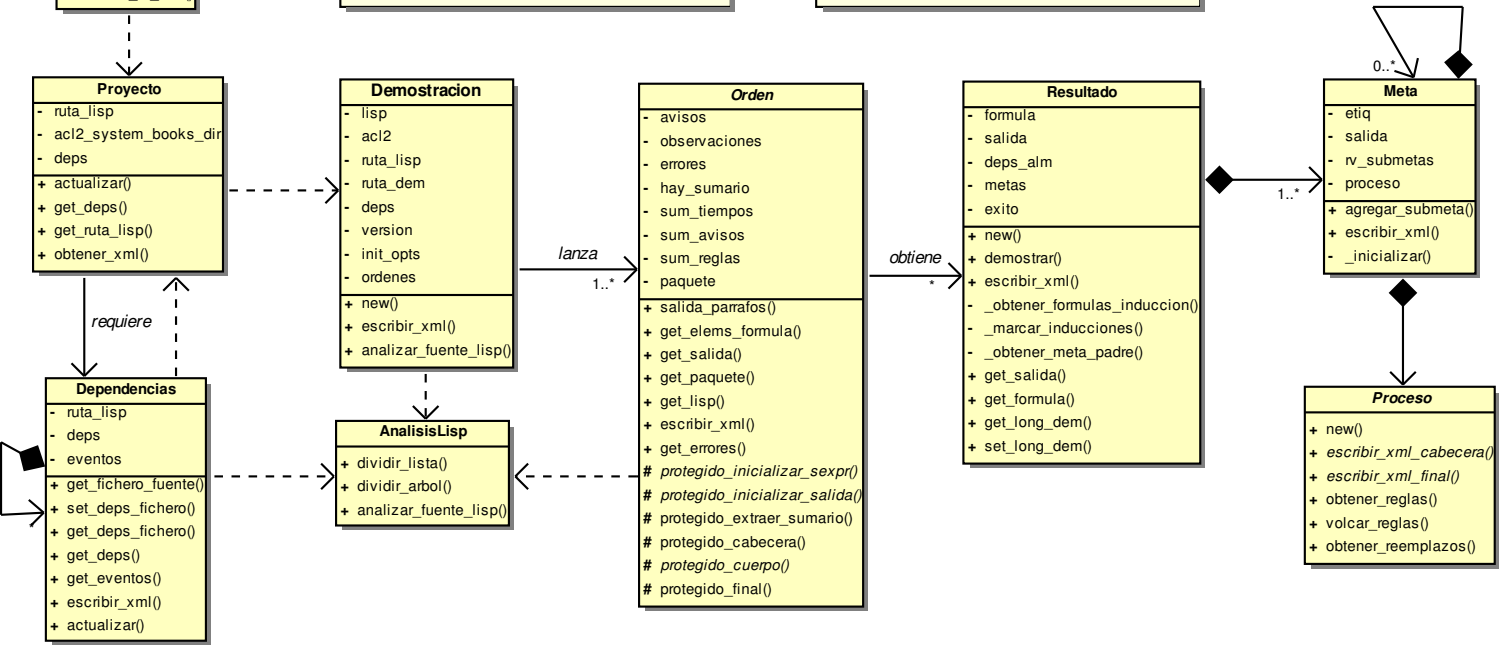 Proyecto
- ruta_lisp
- acl2_system_books_dir
- deps
+ actualizar()
+ get_deps()
+ get_ruta_lisp()
+ obtener_xml()
requiere
Dependencias
- ruta_lisp
- deps
- eventos
+ get_fichero_fuente()
+ set_deps_fichero()
+ get_deps_fichero()
+ get_deps()
+ get_eventos()
+ escribir_xml()
+ actualizar()
*
Demostracion
- lisp
- acl2
- ruta_lisp
- ruta_dem
- deps
- version
- init_opts
- ordenes
+ new()
+ escribir_xml()
+ analizar_fuente_lisp()
AnalisisLisp
+ dividir_lista()
+ dividir_arbol()
+ analizar_fuente_lisp()
lanza
1..*
Orden
- avisos
- observaciones
- errores
- hay_sumario
- sum_tiempos
- sum_avisos
- sum_reglas
- paquete
+ salida_parrafos()
+ get_elems_formula()
+ get_salida()
+ get_paquete()
+ get_lisp()
+ escribir_xml()
+ get_errores()
# protegido_inicializar_sexpr()
# protegido_inicializar_salida()
# protegido_extraer_sumario()
# protegido_cabecera()
# protegido_cuerpo()
# protegido_final()
obtiene
*
Resultado
- formula
- salida
- deps_alm
- metas
- exito
+ new()
+ demostrar()
+ escribir_xml()
- _obtener_formulas_induccion()
- _marcar_inducciones()
- _obtener_meta_padre()
+ get_salida()
+ get_formula()
+ get_long_dem()
+ set_long_dem()
1..*
0..*
Meta
- etiq
- salida
- rv_submetas
- proceso
+ agregar_submeta()
+ escribir_xml()
- _inicializar()
Proceso
+ new()
+ escribir_xml_cabecera()
+ escribir_xml_final()
+ obtener_reglas()
+ volcar_reglas()
+ obtener_reemplazos()